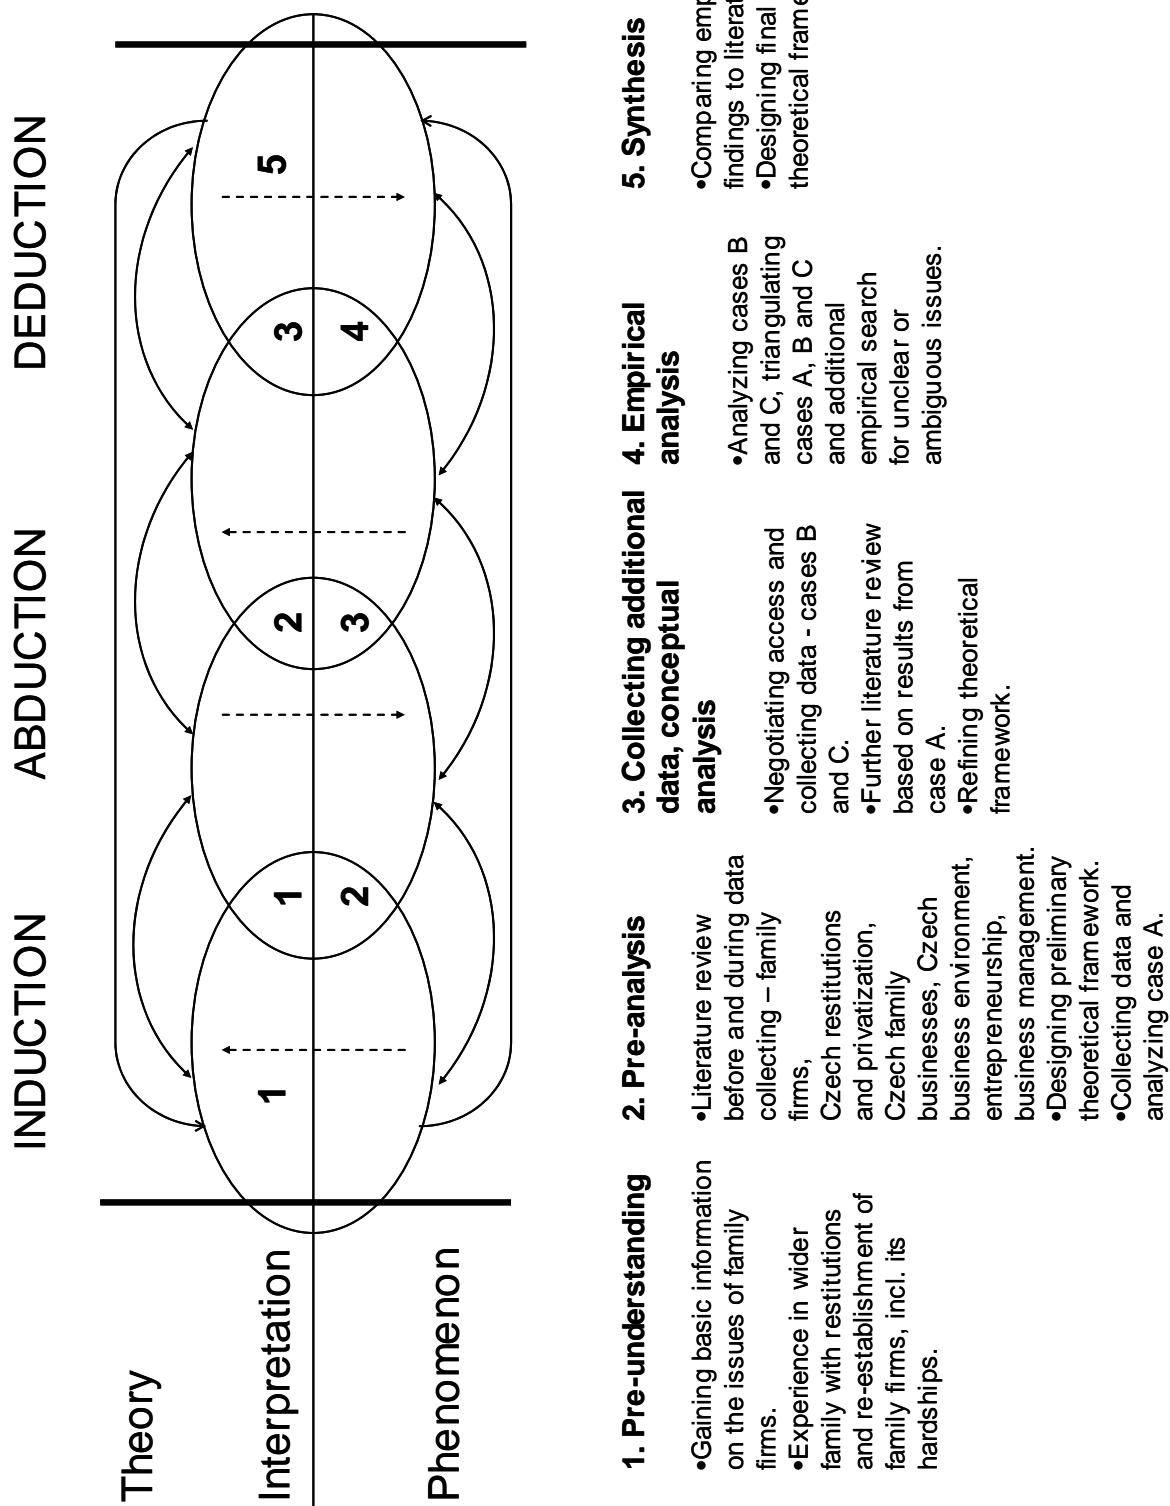 INDUCTION
ABDUCTION
DEDUCTION
Theory
Interpretation
Phenomenon
1
1
2
2
3
3
4
5
1. Pre-understanding
•Gaining basic information
on the issues of family
firms.
•Experience in wider
family with restitutions
and re-establishment of
family firms, incl. its
hardships.
2. Pre-analysis
•Literature review
before and during data
collecting – family
firms,
Czech restitutions
and privatization,
Czech family
businesses, Czech
business environment,
entrepreneurship,
business management.
•Designing preliminary
theoretical framework.
•Collecting data and
analyzing case A.
3. Collecting additional
data, conceptual
analysis
•Negotiating access and
collecting data - cases B
and C.
•Further literature review
based on results from
case A.
•Refining theoretical
framework.
4. Empirical
analysis
•Analyzing cases B
and C, triangulating
cases A, B and C
and additional
empirical search
for unclear or
ambiguous issues.
5. Synthesis
•Comparing
findings to
•Designing final
theoretical